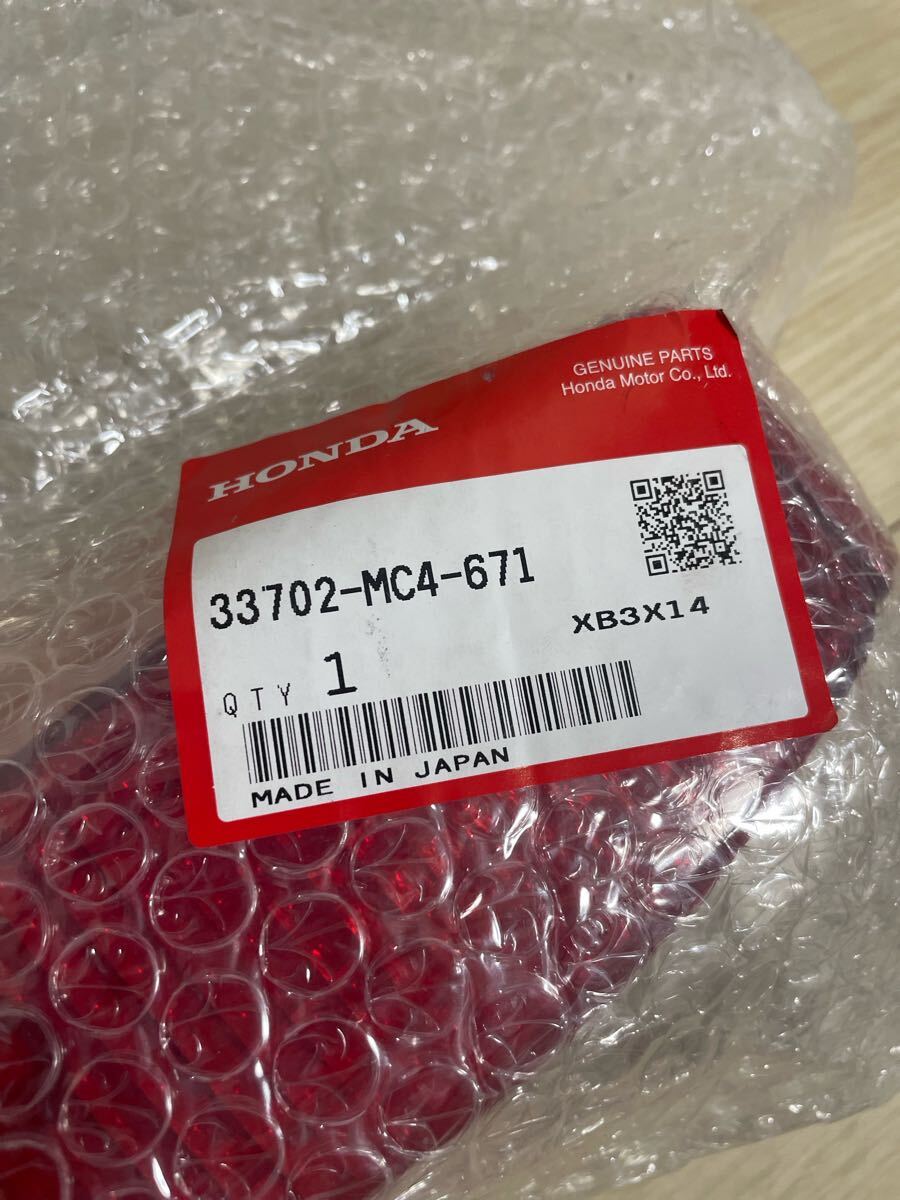 GENUINE PARTS
Honda Motor Co., Ltd.
HONDA
33702-MC4-671
XB3X14
QTY 1
MADE IN JAPAN